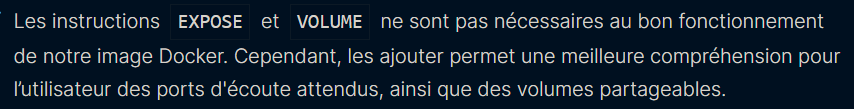 Les instructions EXPOSE et VOLUME ne sont pas nécessaires au bon fonctionnement
de notre image Docker. Cependant, les ajouter permet une meilleure compréhension pour
l'utilisateur des ports d'écoute attendus, ainsi que des volumes partageables.